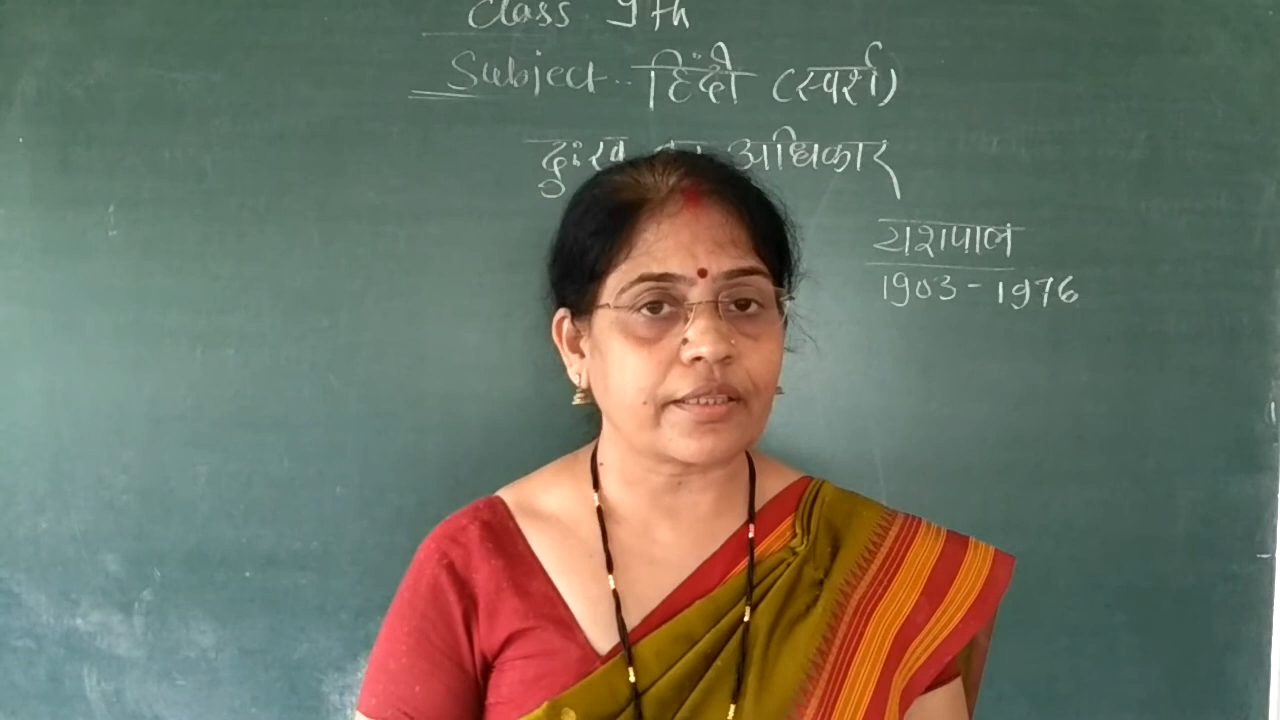 Class 9th
Subject.. हिंदी (स्पर्श)
दुःख का अधिकार
यशपाल
1903-1976